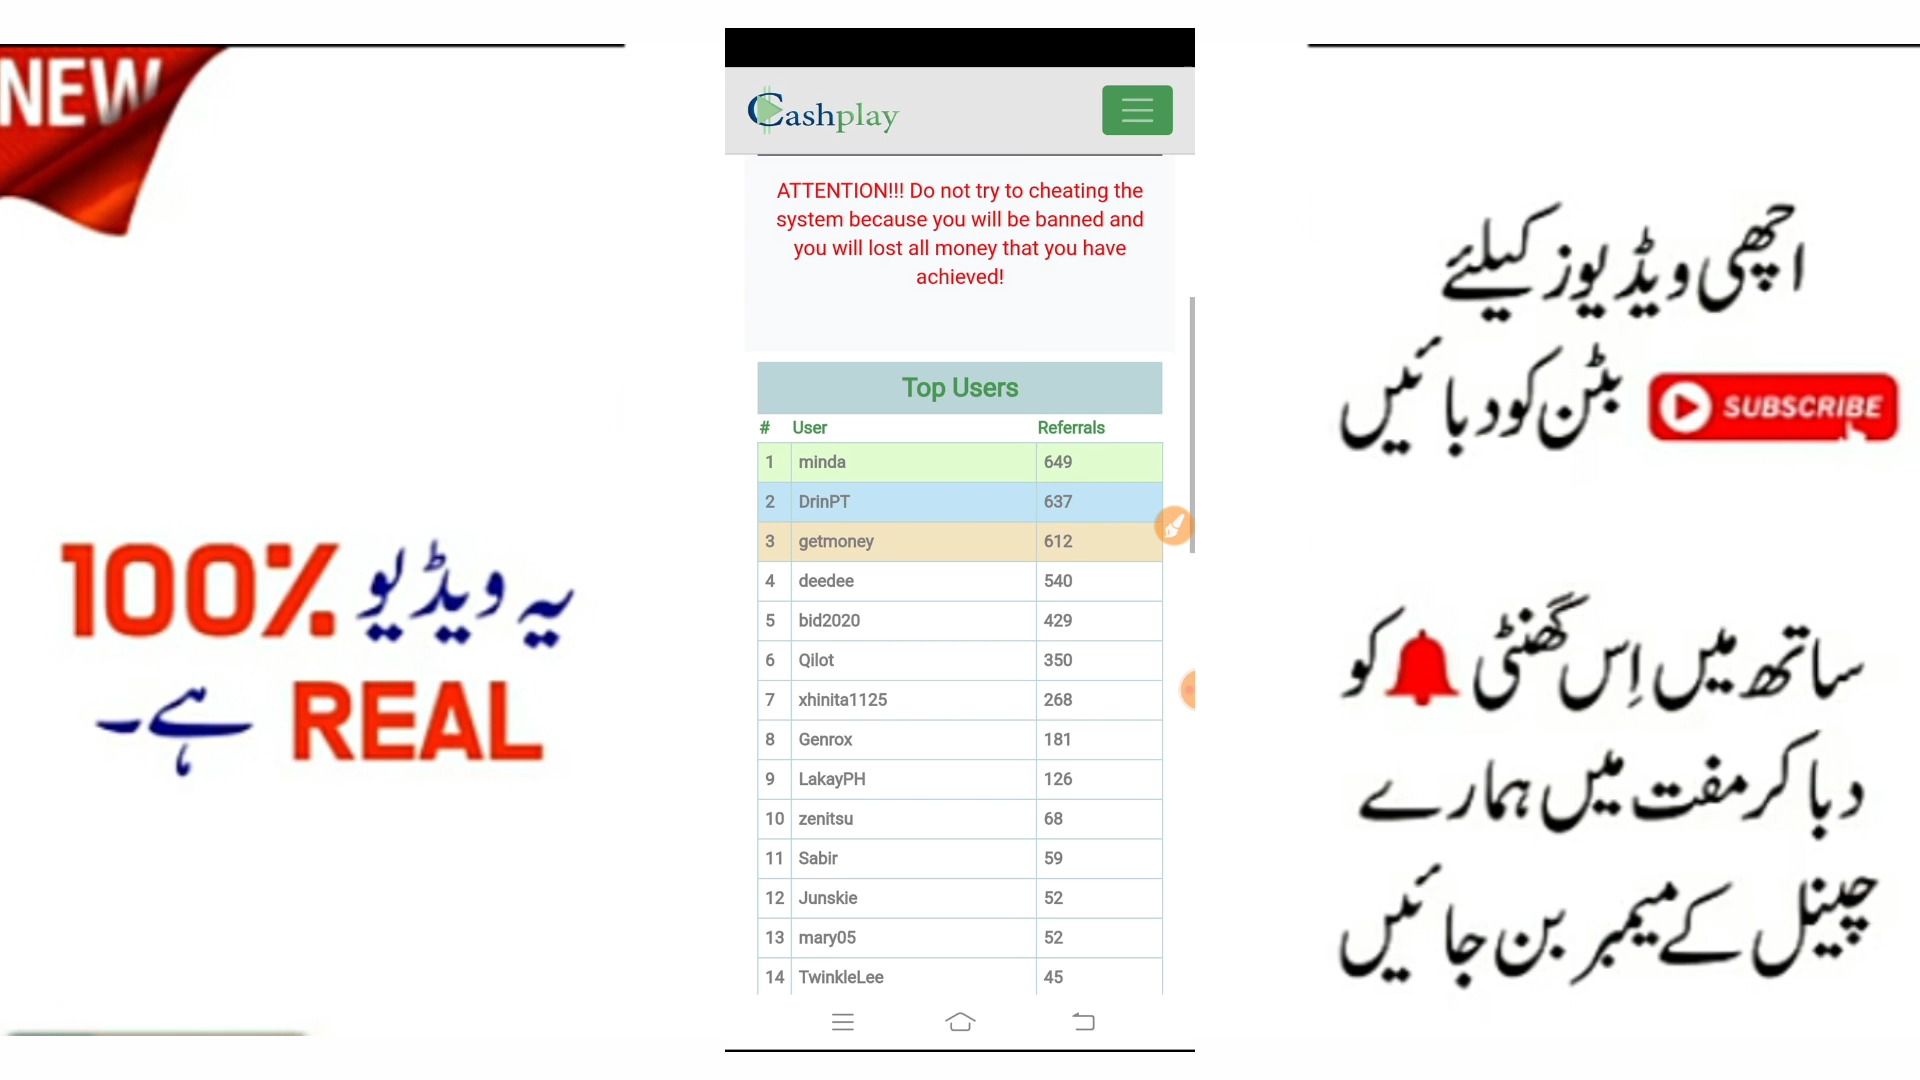 NEW
یہ ویڈیو 100%
REAL ہے۔
Cashplay
ATTENTION!!! Do not try to cheating the
system because you will be banned and
you will lost all money that you have
achieved!
Top Users
# User Referrals
1 minda 649
2 DrinPT 637
3 getmoney 612
4 deedee 540
5 bid2020 429
6 Qilot 350
7 xhinita1125 268
8 Genrox 181
9 LakayPH 126
10 zenitsu 68
11 Sabir 59
12 Junskie 52
13 mary05 52
14 TwinkleLee 45
اچھی ویڈیوز کیلئے
بٹن کو دبائیں SUBSCRIBE
ساتھ میں اِس گھنٹی کو
دبا کر مفت میں ہمارے
چینل کے میمبر بن جائیں